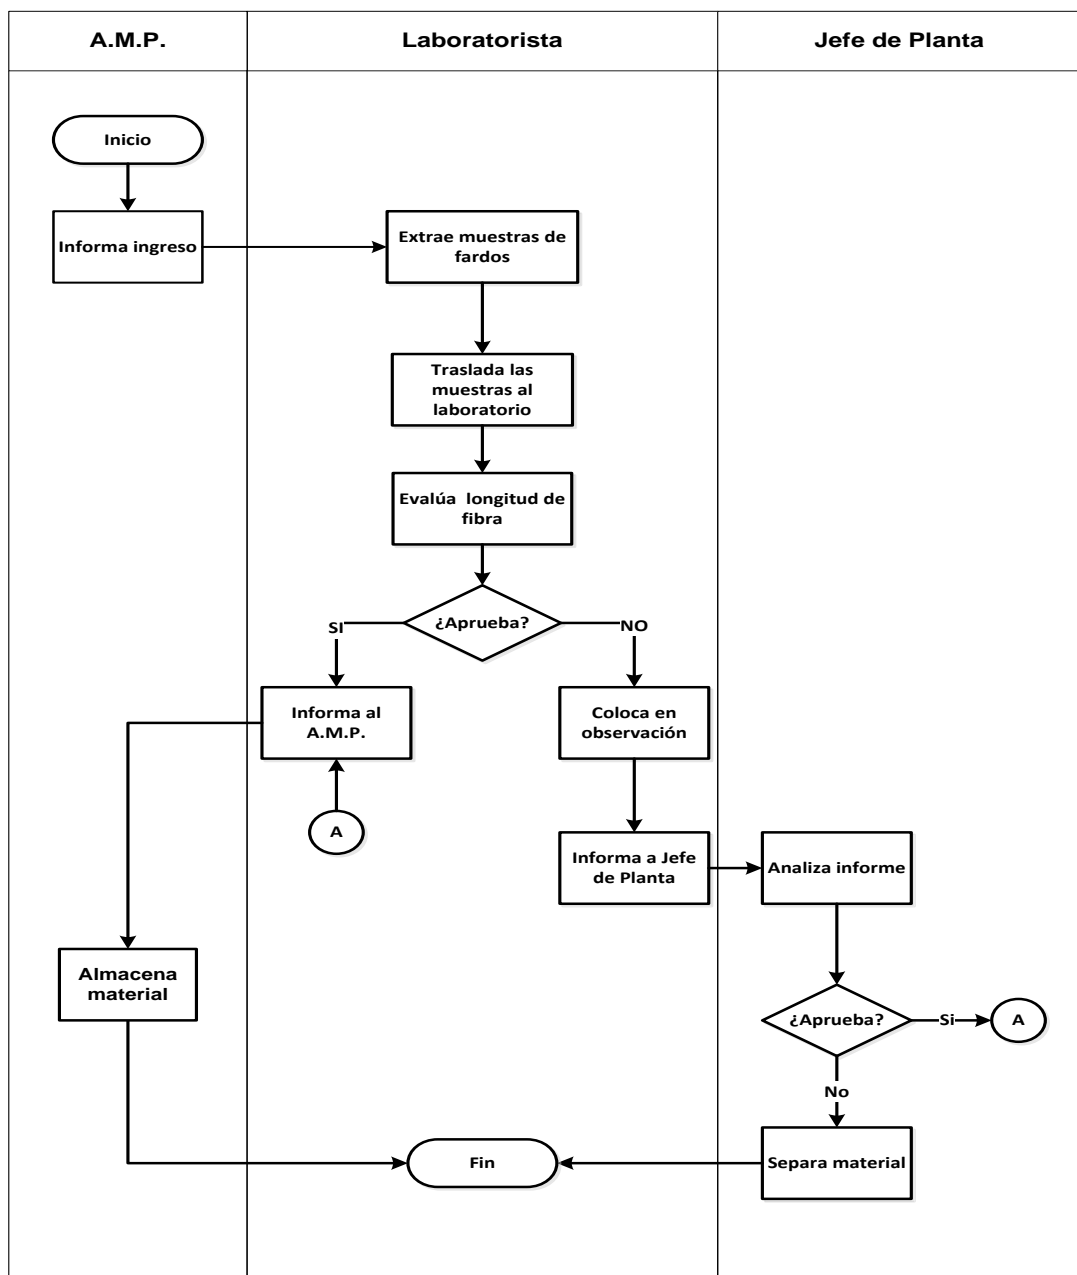 A.M.P.
Laboratorista
Jefe de Planta
Inicio
Informa ingreso
Extrae muestras de
fardos
Traslada las
muestras al
laboratorio
Evalúa longitud de
fibra
¿Aprueba?
SI
NO
Informa al
A.M.P.
Coloca en
observación
A
Informa a Jefe
de Planta
Analiza informe
Almacena
material
¿Aprueba?
Si
A
No
Separa material
Fin